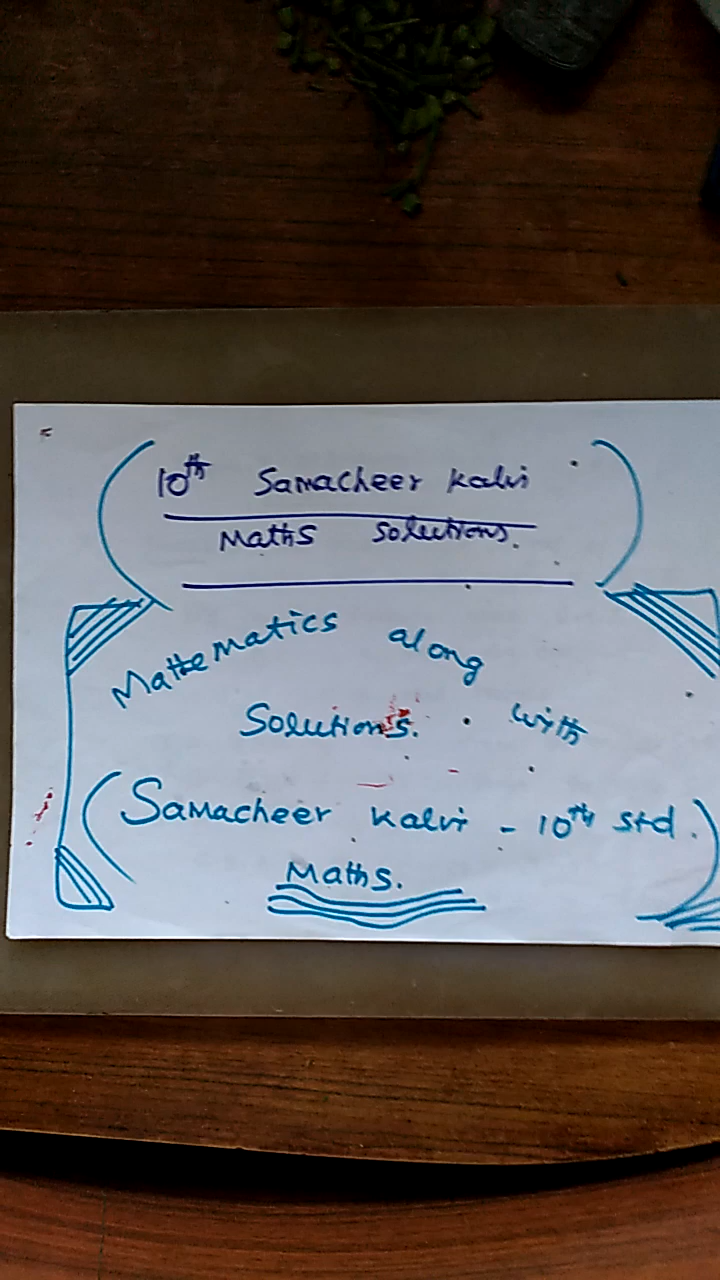 10th Samacheer kalvi
Maths Solutions.
Mathematics along
Solutions. with
Samacheer kalvi - 10th std.
Maths.